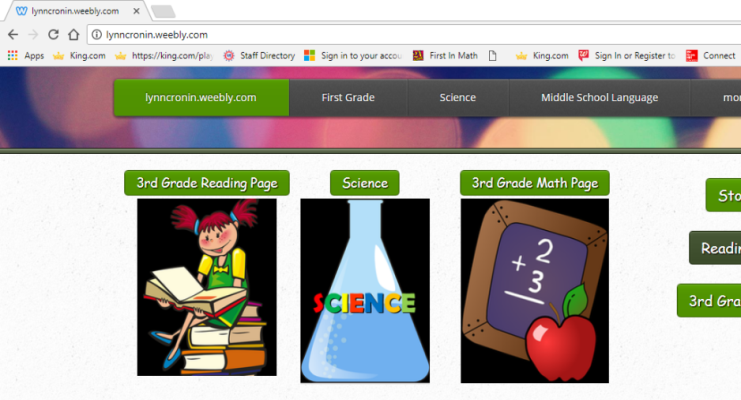 lynncronin.weebly.com
lynncronin.weebly.com
Apps King.com https://king.com/pla Staff Directory Sign in to your accou First In Math King.com Sign In or Register to Connect
lynncronin.weebly.com First Grade Science Middle School Language mo
3rd Grade Reading Page Science 3rd Grade Math Page
Sto
Readin
3rd Gra
SCIENCE
2
+ 3